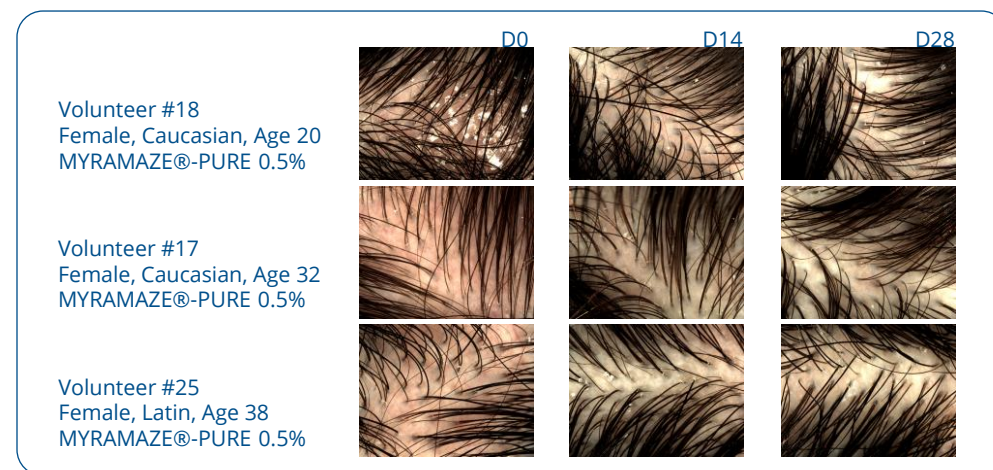 D0 D14 D28
Volunteer #18
Female, Caucasian, Age 20
MYRAMAZE®-PURE 0.5%
Volunteer #17
Female, Caucasian, Age 32
MYRAMAZE®-PURE 0.5%
Volunteer #25
Female, Latin, Age 38
MYRAMAZE®-PURE 0.5%